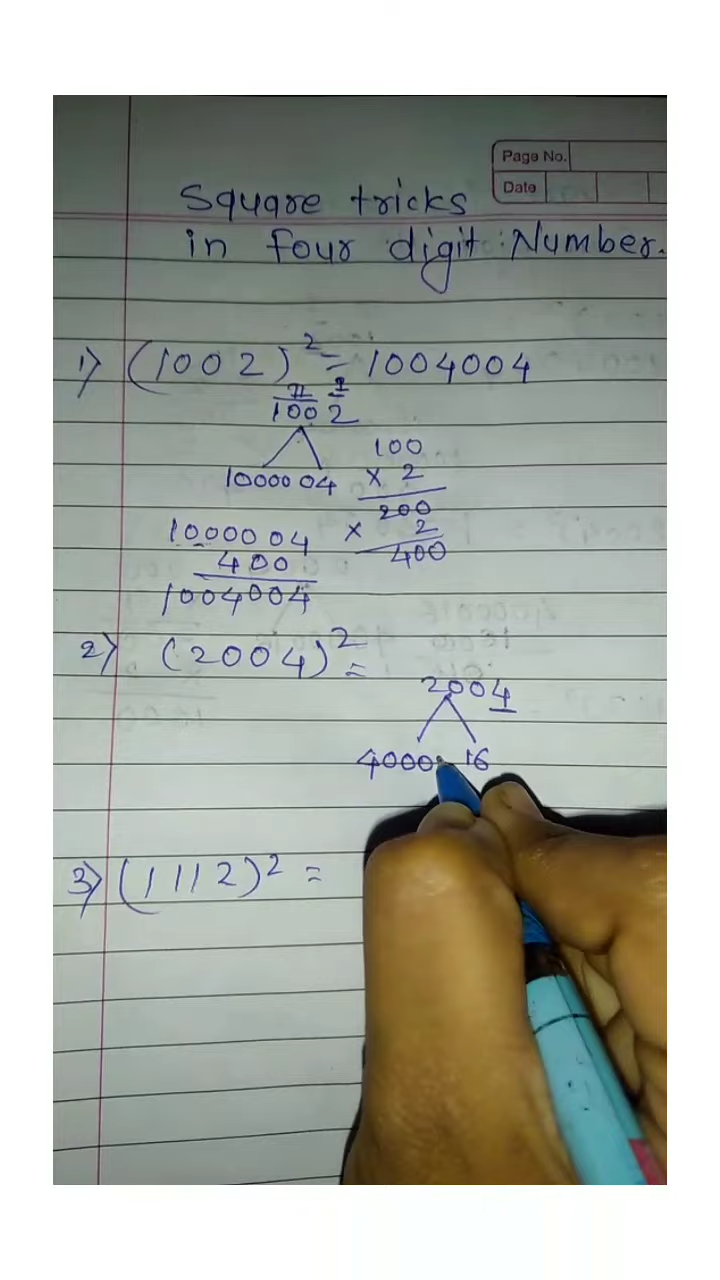 Page No.
Date
Square tricks
in four digit Number.
1) (1002)² = 1004004
II I
1002
100
1000004 × 2
200
1000004 × 2
400 400
1004004
2) (2004)² =
2004
4000 16
3) (1112)² =